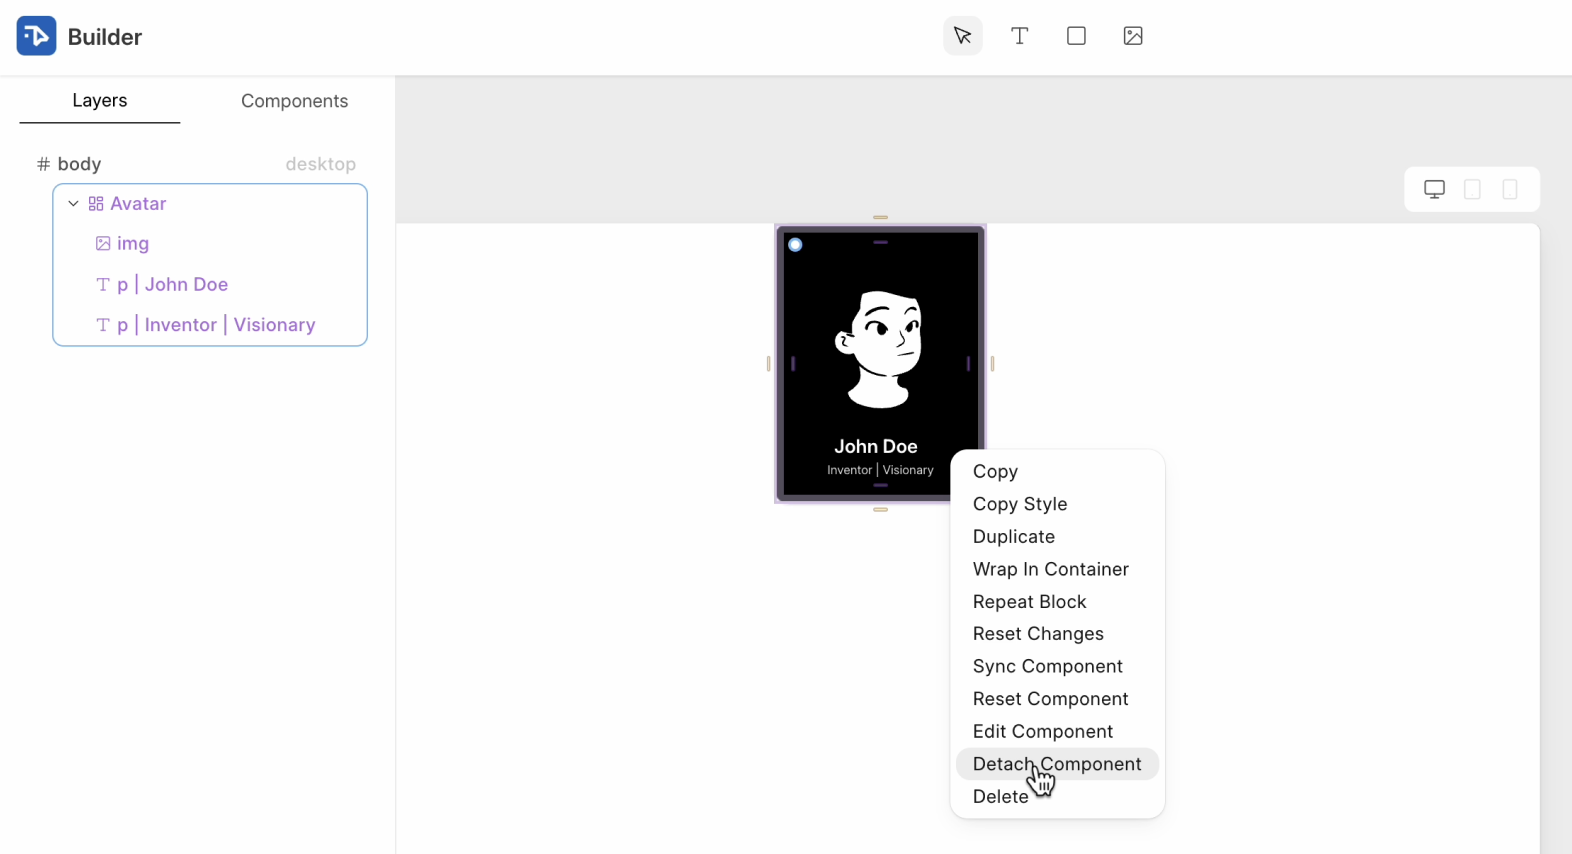 Builder
Layers
Components
# body
desktop
Avatar
img
p | John Doe
p | Inventor | Visionary
John Doe
Inventor | Visionary
Copy
Copy Style
Duplicate
Wrap In Container
Repeat Block
Reset Changes
Sync Component
Reset Component
Edit Component
Detach Component
Delete